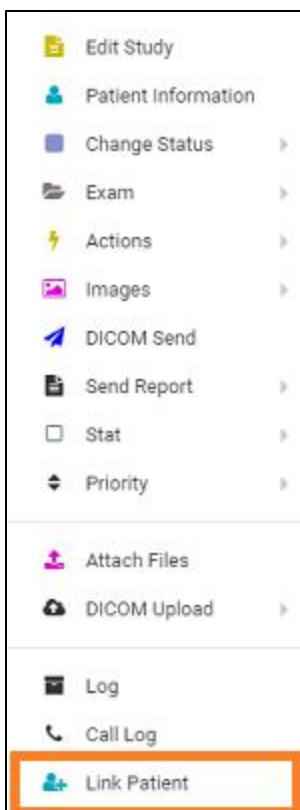 Edit Study
Patient Information
Change Status
Exam
Actions
Images
DICOM Send
Send Report
Stat
Priority
Attach Files
DICOM Upload
Log
Call Log
Link Patient